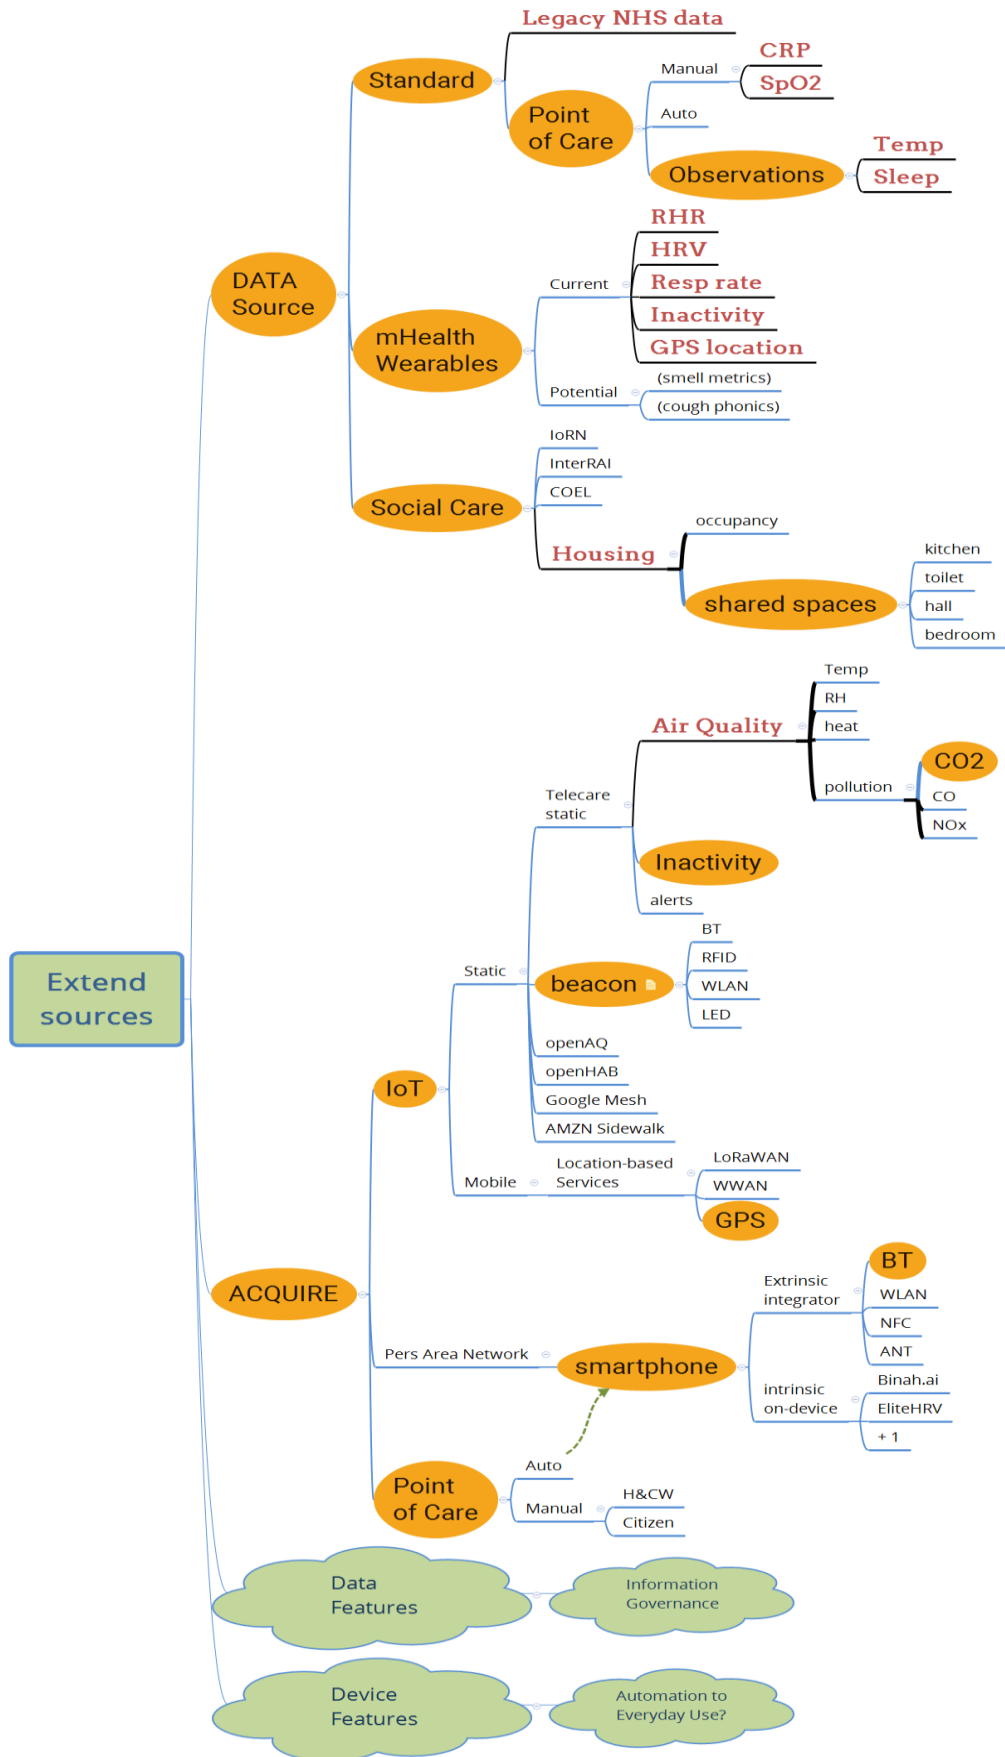 Legacy NHS data
Standard
CRP
Manual
SpO2
Point
of Care
Auto
Temp
Observations
Sleep
DATA
Source
RHR
HRV
Current
Resp rate
Inactivity
GPS location
mHealth
Wearables
(smell metrics)
Potential
(cough phonics)
IoRN
InterRAI
COEL
Social Care
occupancy
Housing
kitchen
toilet
shared spaces
hall
bedroom
Temp
RH
Air Quality
heat
CO2
pollution
CO
NOx
Telecare
static
Inactivity
alerts
Extend
sources
Static
BT
RFID
beacon
WLAN
LED
openAQ
openHAB
IoT
Google Mesh
AMZN Sidewalk
Location-based
Services
LoRaWAN
Mobile
WWAN
GPS
ACQUIRE
BT
Extrinsic
integrator
WLAN
NFC
ANT
Pers Area Network
smartphone
intrinsic
on-device
Binah.ai
EliteHRV
+ 1
Auto
Point
of Care
H&CW
Manual
Citizen
Data
Features
Information
Governance
Device
Features
Automation to
Everyday Use?